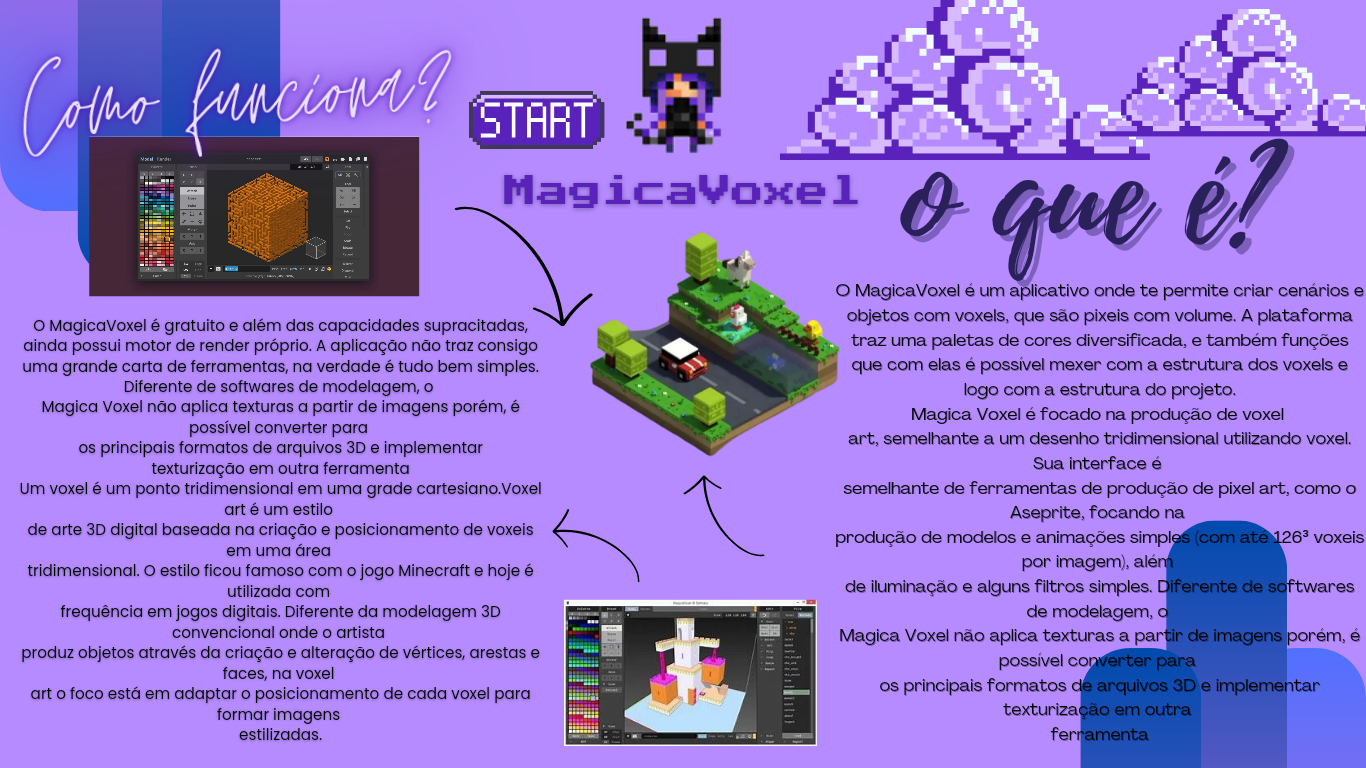 Como funciona?
START
MagicaVoxel
o que é?
O MagicaVoxel é gratuito e além das capacidades supracitadas,
ainda possui motor de render próprio. A aplicação não traz consigo
uma grande carta de ferramentas, na verdade é tudo bem simples.
Diferente de softwares de modelagem, o
Magica Voxel não aplica texturas a partir de imagens porém, é
possível converter para
os principais formatos de arquivos 3D e implementar
texturização em outra ferramenta
Um voxel é um ponto tridimensional em uma grade cartesiano.Voxel
art é um estilo
de arte 3D digital baseada na criação e posicionamento de voxeis
em uma área
tridimensional. O estilo ficou famoso com o jogo Minecraft e hoje é
utilizada com
frequência em jogos digitais. Diferente da modelagem 3D
convencional onde o artista
produz objetos através da criação e alteração de vértices, arestas e
faces, na voxel
art o foco está em adaptar o posicionamento de cada voxel para
formar imagens
estilizadas.
O MagicaVoxel é um aplicativo onde te permite criar cenários e
objetos com voxels, que são pixeis com volume. A plataforma
traz uma paletas de cores diversificada, e também funções
que com elas é possível mexer com a estrutura dos voxels e
logo com a estrutura do projeto.
Magica Voxel é focado na produção de voxel
art, semelhante a um desenho tridimensional utilizando voxel.
Sua interface é
semelhante de ferramentas de produção de pixel art, como o
Aseprite, focando na
produção de modelos e animações simples (com até 126³ voxeis
por imagem), além
de iluminação e alguns filtros simples. Diferente de softwares
de modelagem, o
Magica Voxel não aplica texturas a partir de imagens porém, é
possível converter para
os principais formatos de arquivos 3D e implementar
texturização em outra
ferramenta